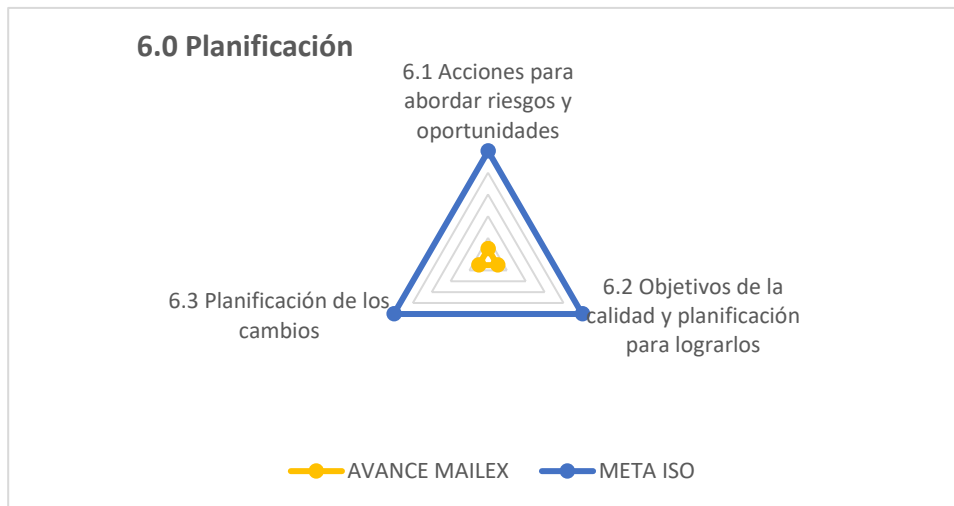 6.0 Planificación
6.1 Acciones para
abordar riesgos y
oportunidades
6.3 Planificación de los
cambios
6.2 Objetivos de la
calidad y planificación
para lograrlos
AVANCE MAILEX
META ISO